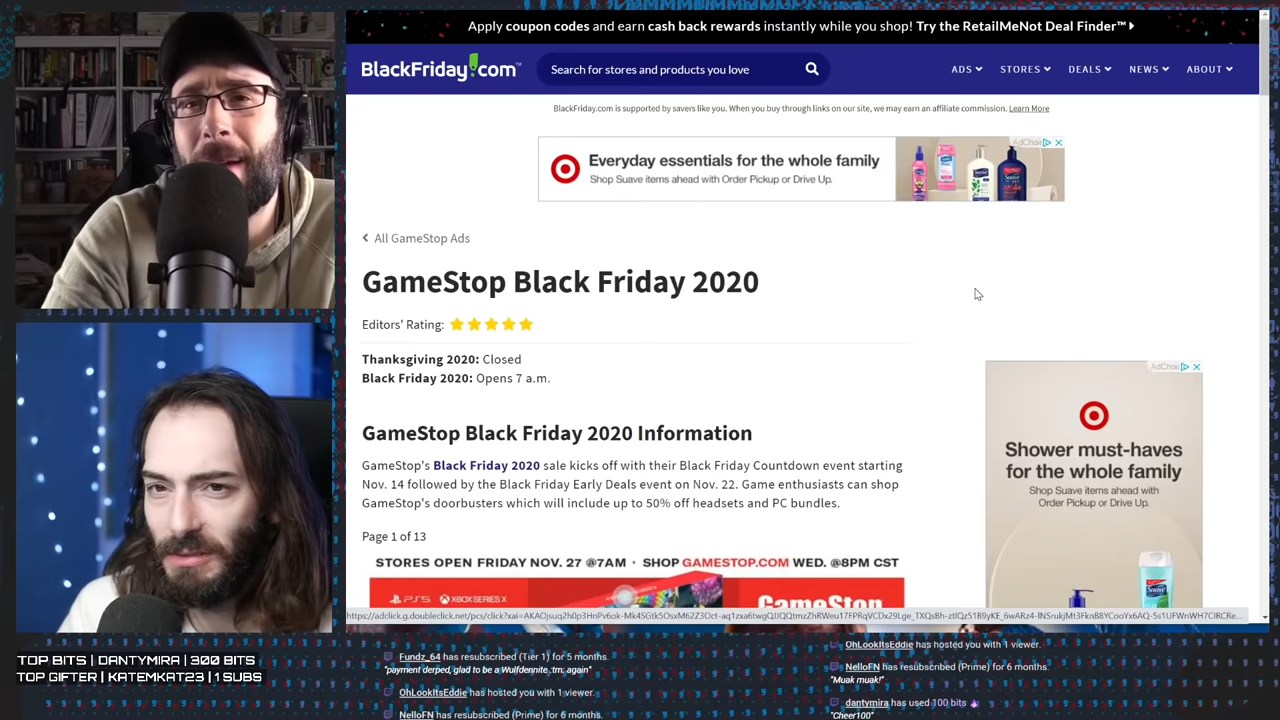 Apply coupon codes and earn cash back rewards instantly while you shop! Try the RetailMeNot Deal Finder™
BlackFriday.com™
Search for stores and products you love
ADS
STORES
DEALS
NEWS
ABOUT
BlackFriday.com is supported by savers like you. When you buy through links on our site, we may earn an affiliate commission. Learn More
AdChoic
Everyday essentials for the whole family
Shop Suave items ahead with Order Pickup or Drive Up.
All GameStop Ads
GameStop Black Friday 2020
Editors' Rating:
Thanksgiving 2020: Closed
Black Friday 2020: Opens 7 a.m.
AdChoic
Shower must-haves
for the whole family
Shop Suave items ahead with
Order Pickup or Drive Up.
GameStop Black Friday 2020 Information
GameStop's Black Friday 2020 sale kicks off with their Black Friday Countdown event starting
Nov. 14 followed by the Black Friday Early Deals event on Nov. 22. Game enthusiasts can shop
GameStop's doorbusters which will include up to 50% off headsets and PC bundles.
Page 1 of 13
STORES OPEN FRIDAY NOV. 27 @7AM • SHOP GAMESTOP.COM WED. @8PM CST
PS5 XBOX SERIES X
GameStop
TOP BITS | DANTYMIRA | 300 BITS
TOP GIFTER | KATEMKAT23 | 1 SUBS
Fundz_64 has resubscribed (Tier 1) for 5 months.
"payment derped, glad to be a Wulfdennite .tm, again"
OhLookItsEddie has hosted you with 1 viewer.
NelloFN has resubscribed (Prime) for 6 months.
OhLookItsEddie has hosted you with 1 viewer.
NelloFN has resubscribed (Prime) for 6 months.
"Muak muak!"
dantymira has used 100 bits
"Cheer100"